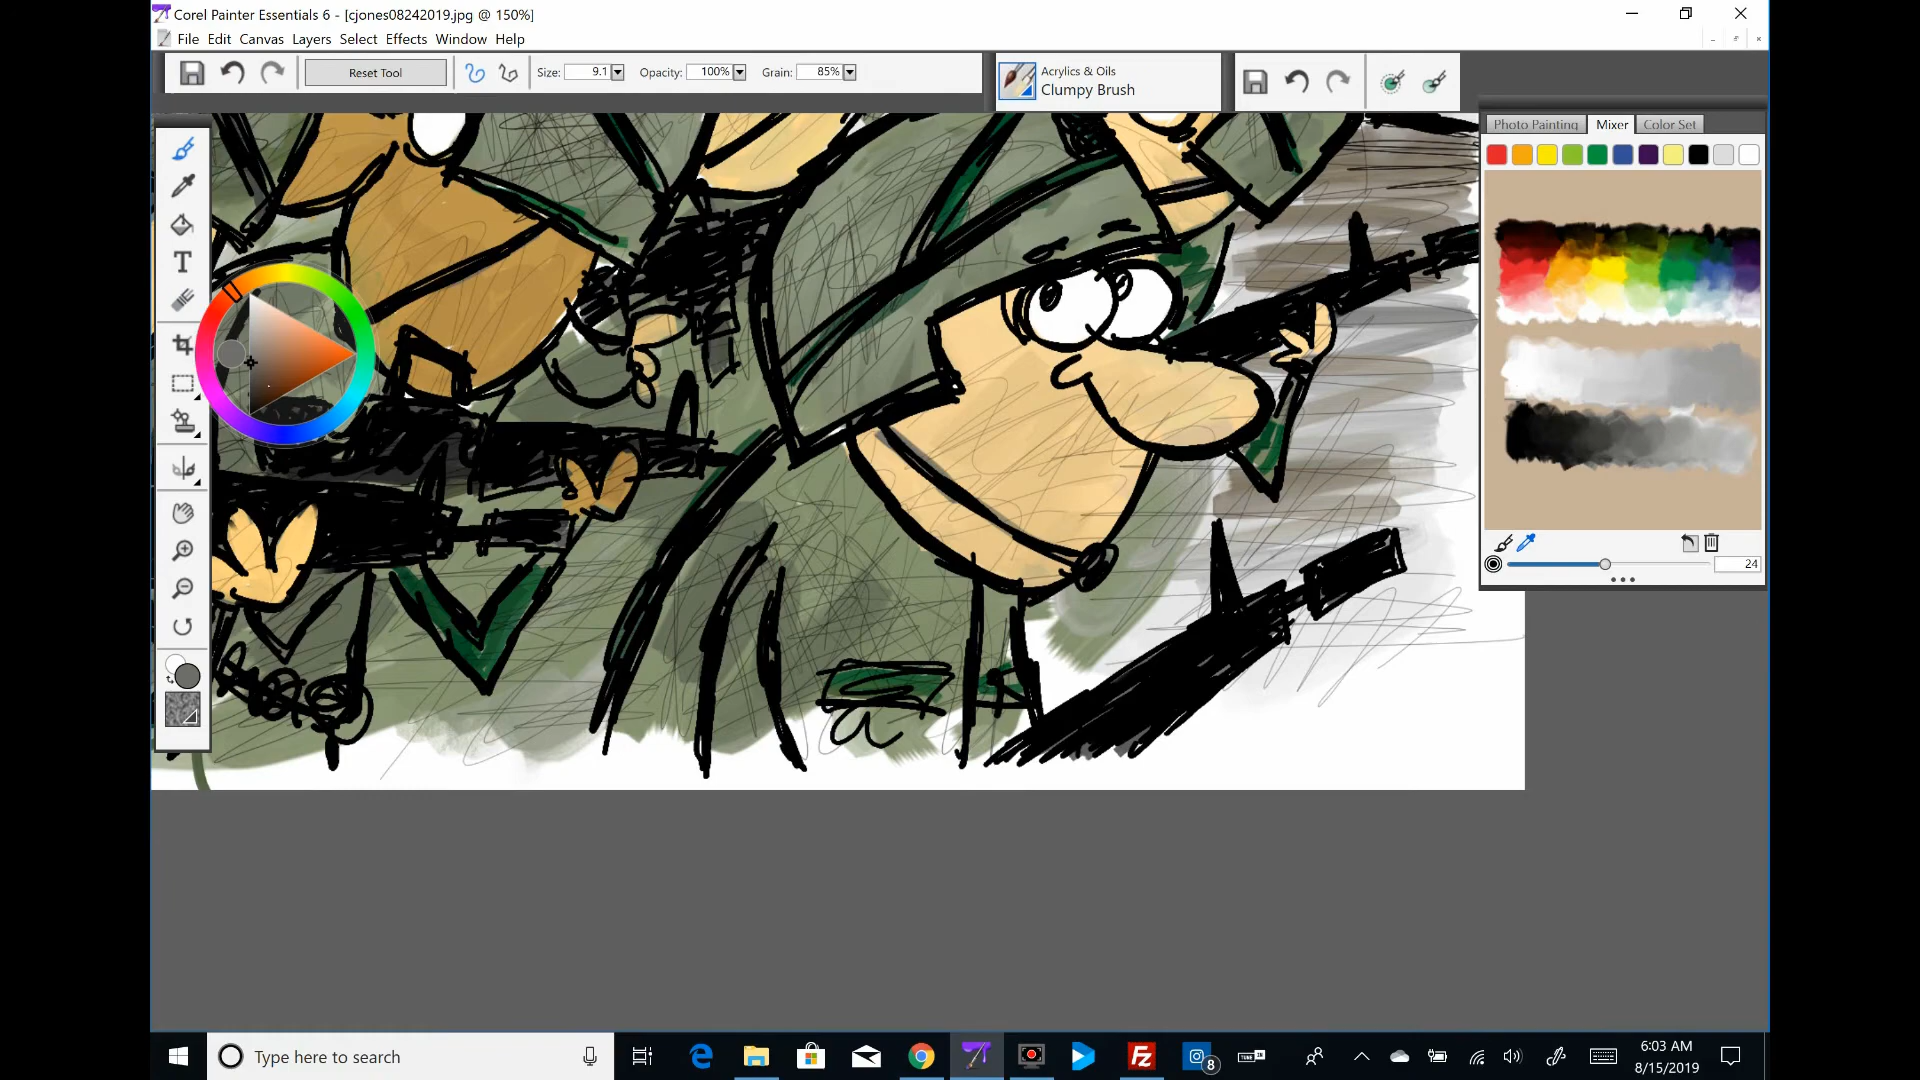 Corel Painter Essentials 6 - [cjones08242019.jpg @ 150%]
File Edit Canvas Layers Select Effects Window Help
Reset Tool
Size: 9.1
Opacity: 100%
Grain: 85%
Acrylics & Oils
Clumpy Brush
Photo Painting Mixer Color Set
T
24
Type here to search
8
6:03 AM
8/15/2019